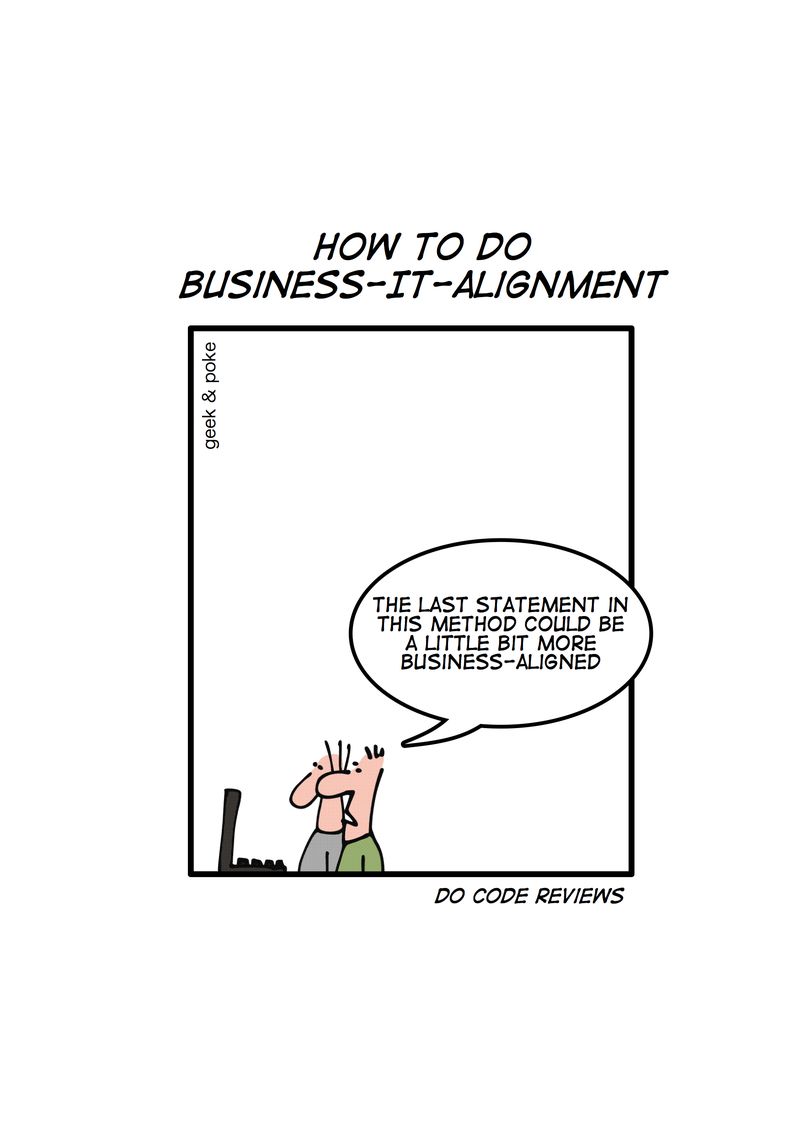 HOW TO DO
BUSINESS-IT-ALIGNMENT
geek & poke
THE LAST STATEMENT IN
THIS METHOD COULD BE
A LITTLE BIT MORE
BUSINESS-ALIGNED
DO CODE REVIEWS